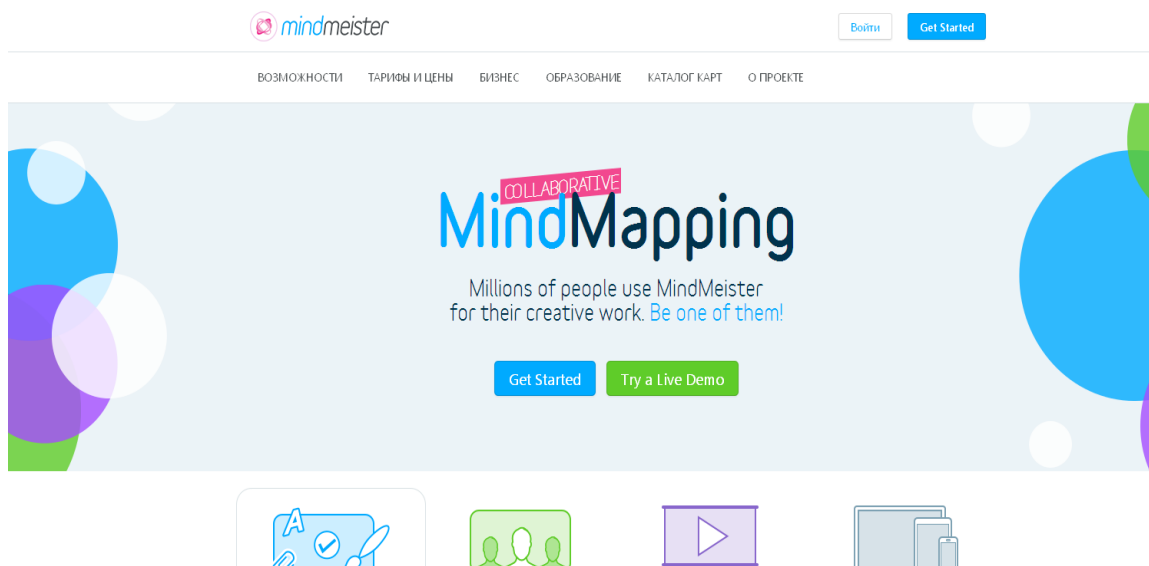 mindmeister
Войти
Get Started
ВОЗМОЖНОСТИ ТАРИФЫ И ЦЕНЫ БИЗНЕС ОБРАЗОВАНИЕ КАТАЛОГ КАРТ О ПРОЕКТЕ
COLLABORATIVE
MindMapping
Millions of people use MindMeister
for their creative work. Be one of them!
Get Started
Try a Live Demo
A